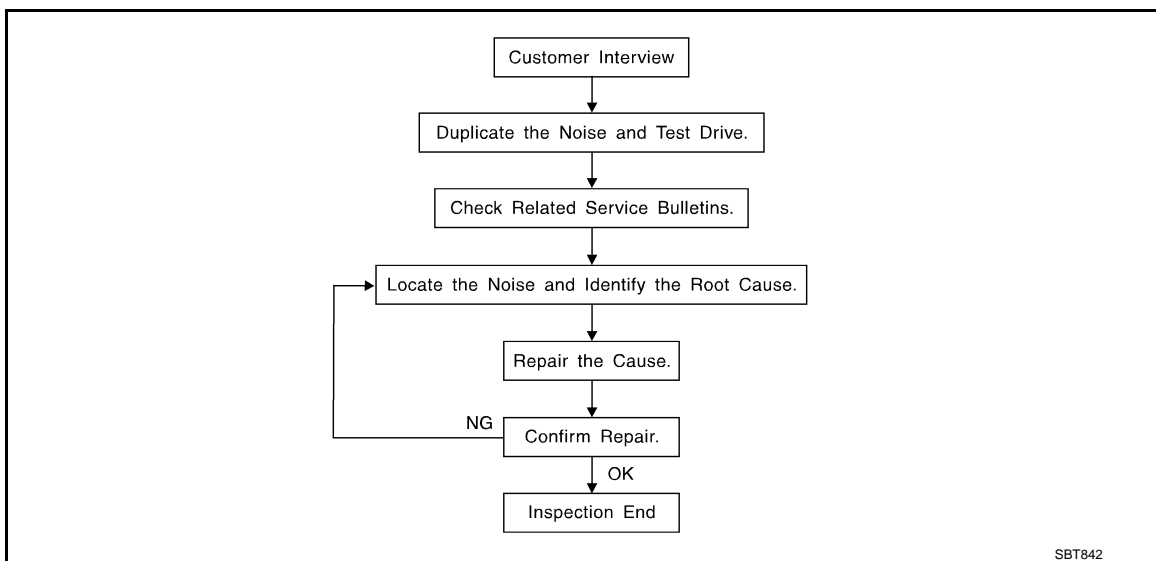 Customer Interview
Duplicate the Noise and Test Drive.
Check Related Service Bulletins.
Locate the Noise and Identify the Root Cause.
Repair the Cause.
NG
Confirm Repair.
OK
Inspection End
SBT842